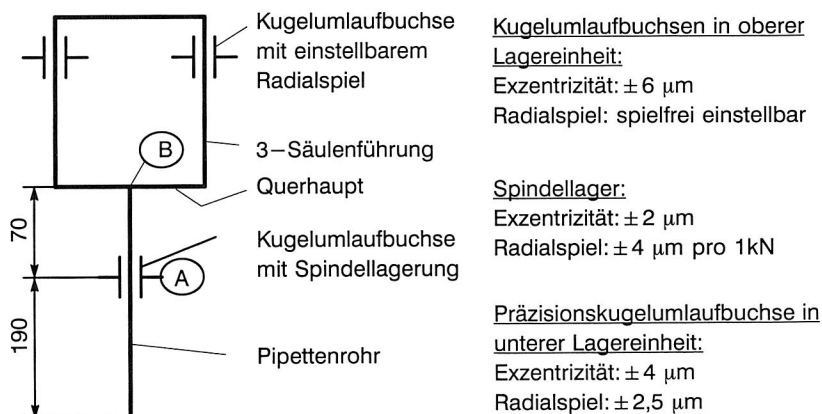 Kugelumlaufbuchse
mit einstellbarem
Radialspiel
B
3–Säulenführung
Querhaupt
70
Kugelumlaufbuchse
mit Spindellagerung
A
190
Pipettenrohr
Kugelumlaufbuchsen in oberer
Lagereinheit:
Exzentrizität: ± 6 µm
Radialspiel: spielfrei einstellbar
Spindellager:
Exzentrizität: ± 2 µm
Radialspiel: ± 4 µm pro 1kN
Präzisionskugelumlaufbuchse in
unterer Lagereinheit:
Exzentrizität: ± 4 µm
Radialspiel: ± 2,5 µm